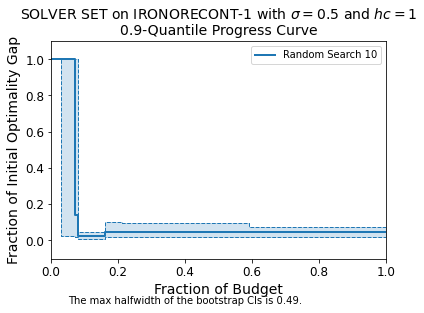 SOLVER SET on IRONORECONT-1 with σ = 0.5 and hc = 1
0.9-Quantile Progress Curve
Random Search 10
Fraction of Initial Optimality Gap
1.0
0.8
0.6
0.4
0.2
0.0
0.0 0.2 0.4 0.6 0.8 1.0
Fraction of Budget
The max halfwidth of the bootstrap CIs is 0.49.